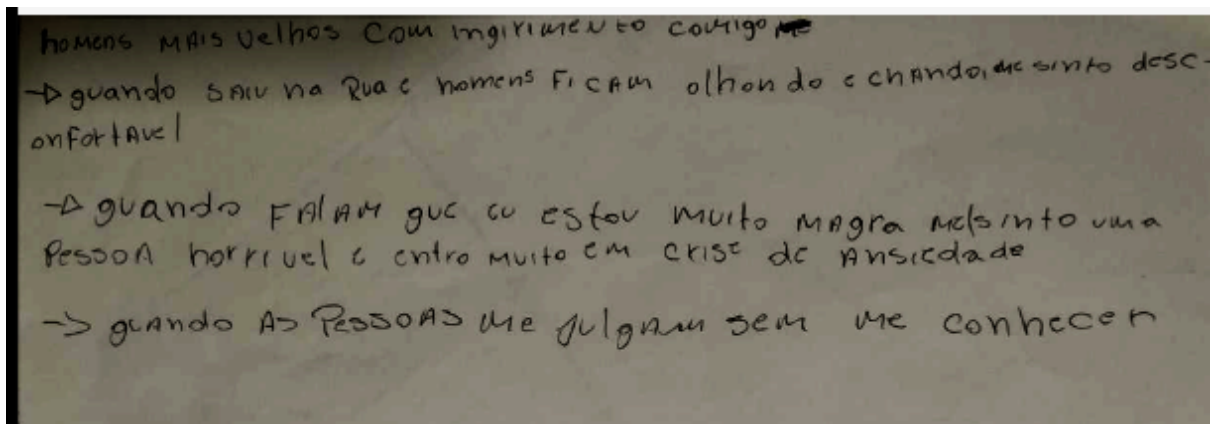 homens mais velhos com ingirimento comigo
→ quando saiu na Rua e homens ficam olhando e chando, me sinto desc-
onfortavel
→ quando falam que eu estou muito magra me sinto uma
pessoa horrivel e entro muito em crise de Ansiedade
→ quando as pessoas me julgam sem me conhecer